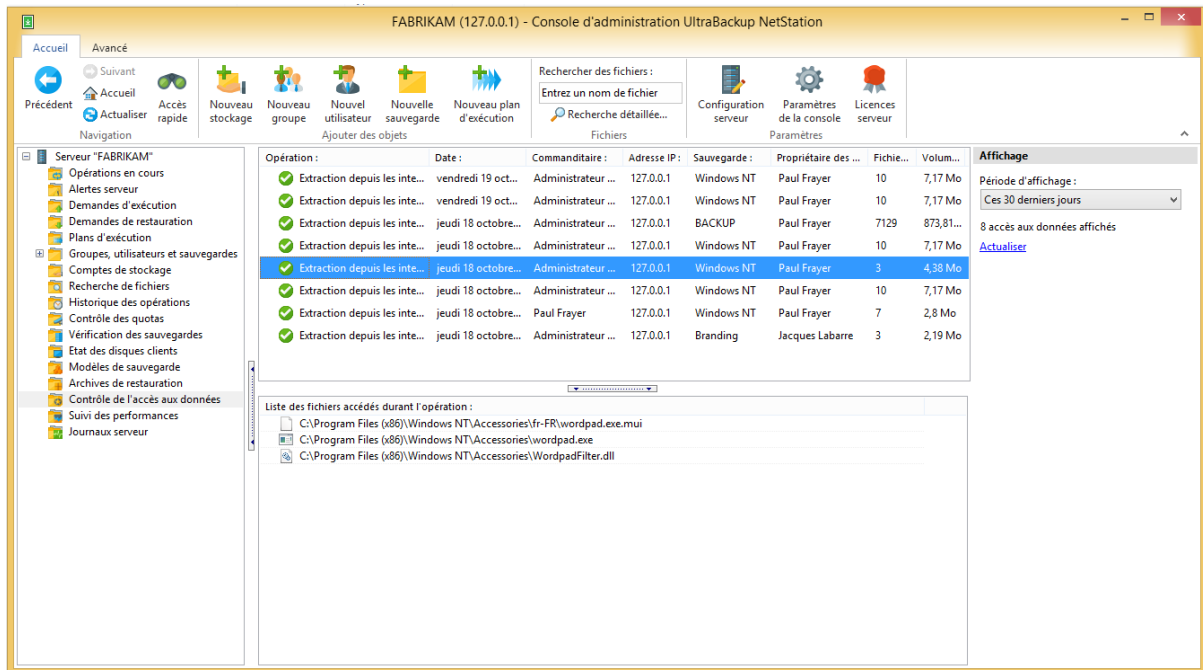 FABRIKAM (127.0.0.1) - Console d'administration UltraBackup NetStation
Accueil Avancé
Précédent
Suivant
Accueil
Actualiser
Accès rapide
Navigation
Nouveau stockage
Nouveau groupe
Nouvel utilisateur
Nouvelle sauvegarde
Nouveau plan d'exécution
Ajouter des objets
Rechercher des fichiers :
Entrez un nom de fichier
Recherche détaillée...
Fichiers
Configuration serveur
Paramètres de la console
Licences serveur
Paramètres
Serveur "FABRIKAM"
Opérations en cours
Alertes serveur
Demandes d'exécution
Demandes de restauration
Plans d'exécution
Groupes, utilisateurs et sauvegardes
Comptes de stockage
Recherche de fichiers
Historique des opérations
Contrôle des quotas
Vérification des sauvegardes
Etat des disques clients
Modèles de sauvegarde
Archives de restauration
Contrôle de l'accès aux données
Suivi des performances
Journaux serveur
Opération : Date : Commanditaire : Adresse IP : Sauvegarde : Propriétaire des ... Fichie... Volum...
Extraction depuis les inte... vendredi 19 oct... Administrateur ... 127.0.0.1 Windows NT Paul Frayer 10 7,17 Mo
Extraction depuis les inte... vendredi 19 oct... Administrateur ... 127.0.0.1 Windows NT Paul Frayer 10 7,17 Mo
Extraction depuis les inte... jeudi 18 octobre... Administrateur ... 127.0.0.1 BACKUP Paul Frayer 7129 873,81...
Extraction depuis les inte... jeudi 18 octobre... Administrateur ... 127.0.0.1 Windows NT Paul Frayer 10 7,17 Mo
Extraction depuis les inte... jeudi 18 octobre... Administrateur ... 127.0.0.1 Windows NT Paul Frayer 3 4,38 Mo
Extraction depuis les inte... jeudi 18 octobre... Administrateur ... 127.0.0.1 Windows NT Paul Frayer 10 7,17 Mo
Extraction depuis les inte... jeudi 18 octobre... Paul Frayer 127.0.0.1 Windows NT Paul Frayer 7 2,8 Mo
Extraction depuis les inte... jeudi 18 octobre... Administrateur ... 127.0.0.1 Branding Jacques Labarre 3 2,19 Mo
Liste des fichiers accédés durant l'opération :
C:\Program Files (x86)\Windows NT\Accessories\fr-FR\wordpad.exe.mui
C:\Program Files (x86)\Windows NT\Accessories\wordpad.exe
C:\Program Files (x86)\Windows NT\Accessories\WordpadFilter.dll
Affichage
Période d'affichage :
Ces 30 derniers jours
8 accès aux données affichés
Actualiser